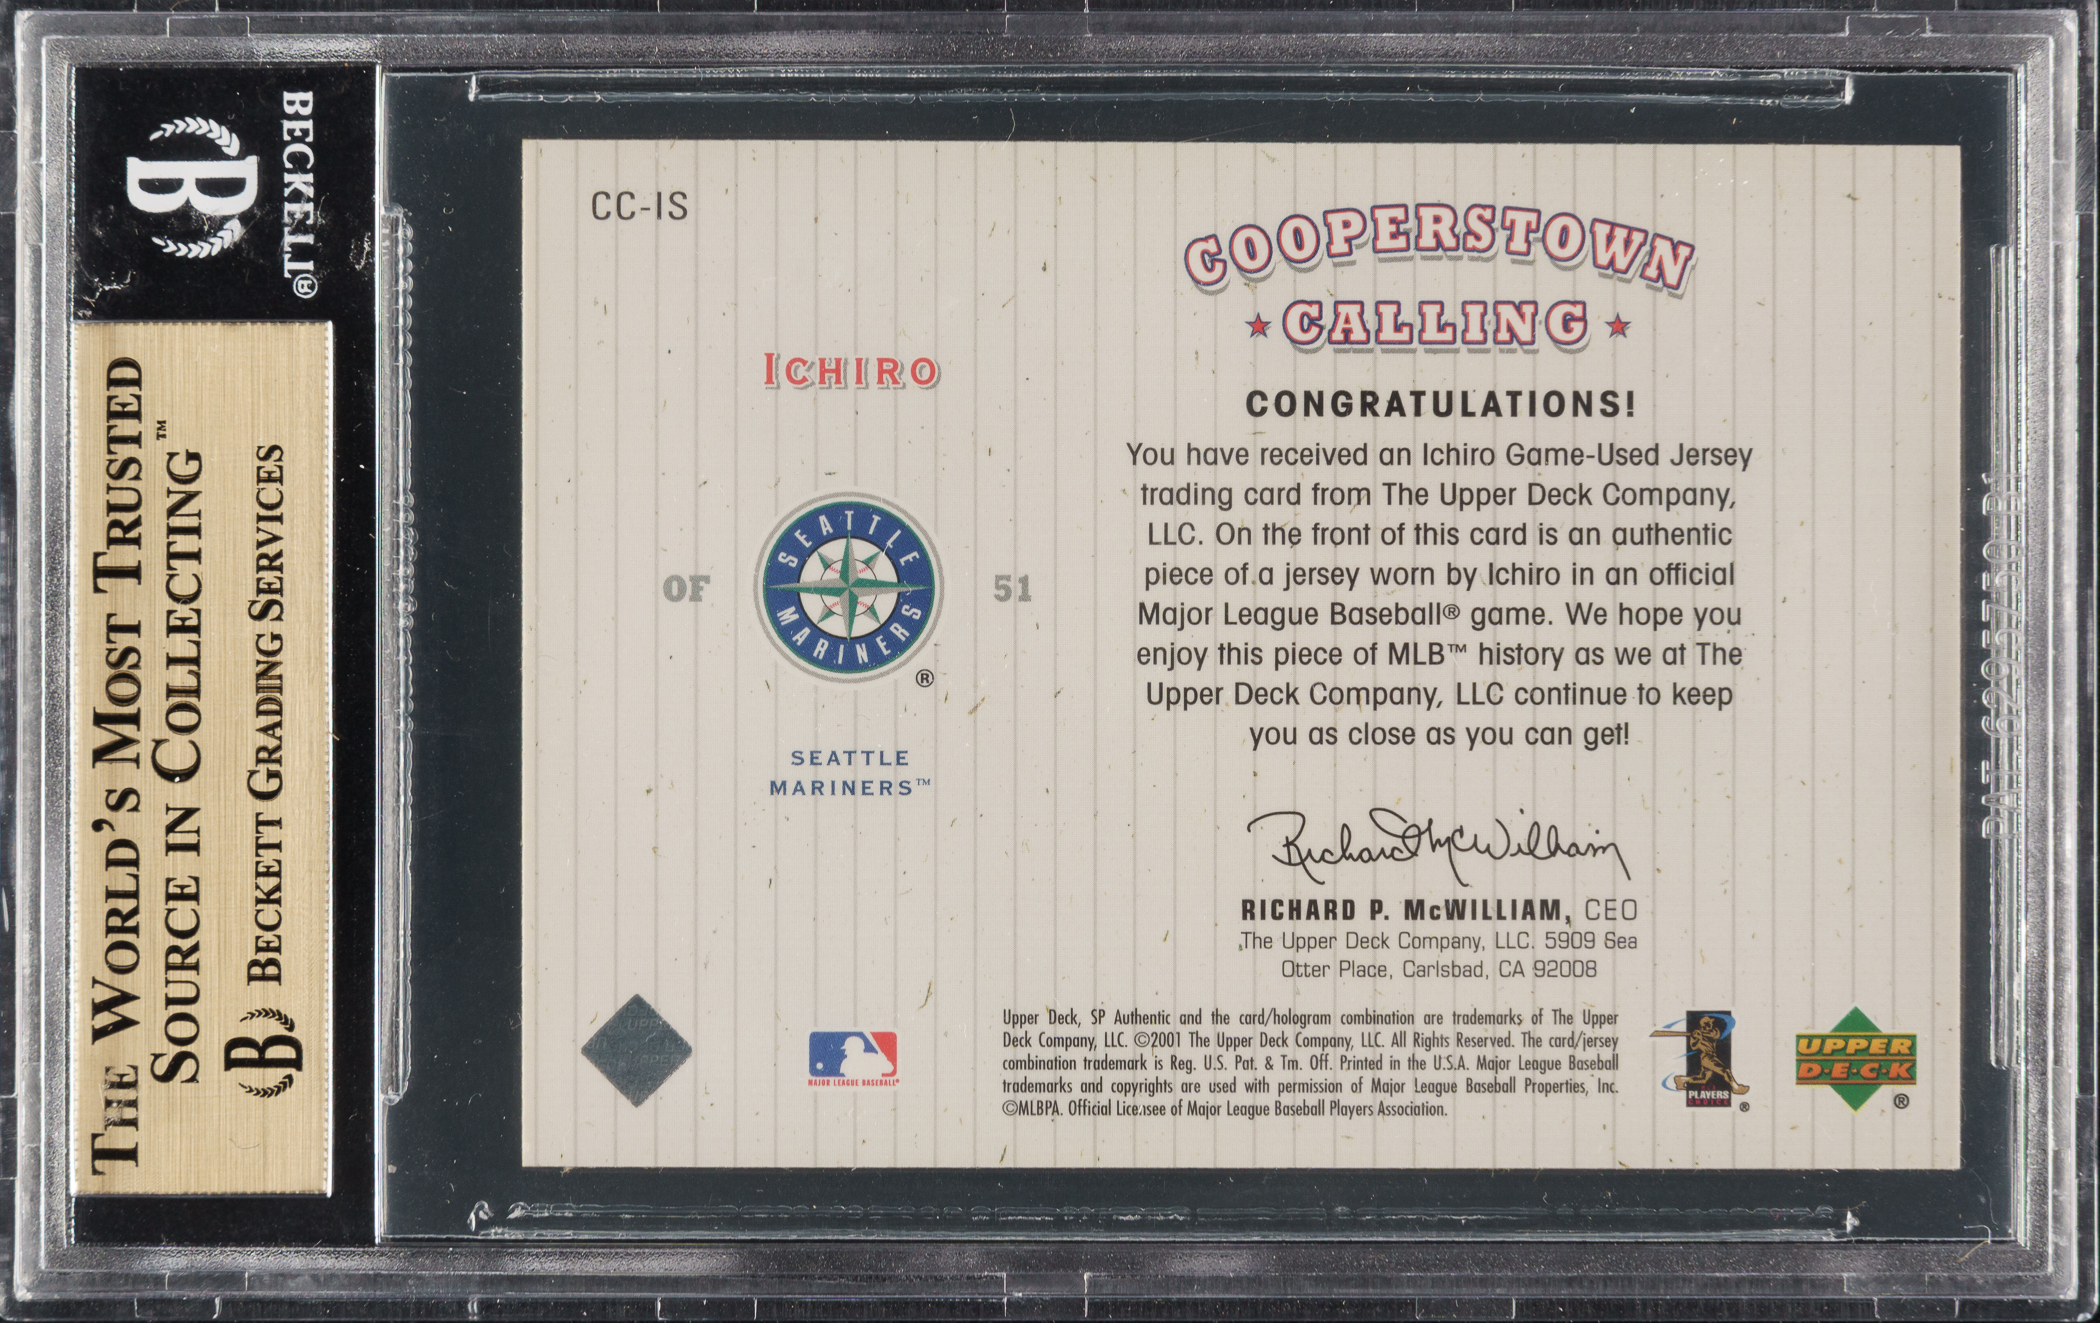 BECKETT®
B
THE WORLD'S MOST TRUSTED
SOURCE IN COLLECTING™
B BECKETT GRADING SERVICES
CC-IS
ICHIRO
OF
SEATTLE
MARINERS
®
51
SEATTLE
MARINERS™
COOPERSTOWN
CALLING
CONGRATULATIONS!
You have received an Ichiro Game-Used Jersey
trading card from The Upper Deck Company,
LLC. On the front of this card is an authentic
piece of a jersey worn by Ichiro in an official
Major League Baseball® game. We hope you
enjoy this piece of MLB™ history as we at The
Upper Deck Company, LLC continue to keep
you as close as you can get!
Richard McWilliam
RICHARD P. McWILLIAM, CEO
The Upper Deck Company, LLC. 5909 Sea
Otter Place, Carlsbad, CA 92008
MAJOR LEAGUE BASEBALL®
Upper Deck, SP Authentic and the card/hologram combination are trademarks of The Upper
Deck Company, LLC. ©2001 The Upper Deck Company, LLC. All Rights Reserved. The card/jersey
combination trademark is Reg. U.S. Pat. & Tm. Off. Printed in the U.S.A. Major League Baseball
trademarks and copyrights are used with permission of Major League Baseball Properties, Inc.
©MLBPA. Official Licensee of Major League Baseball Players Association.
PLAYERS
CHOICE
®
UPPER
D·E·C·K
®